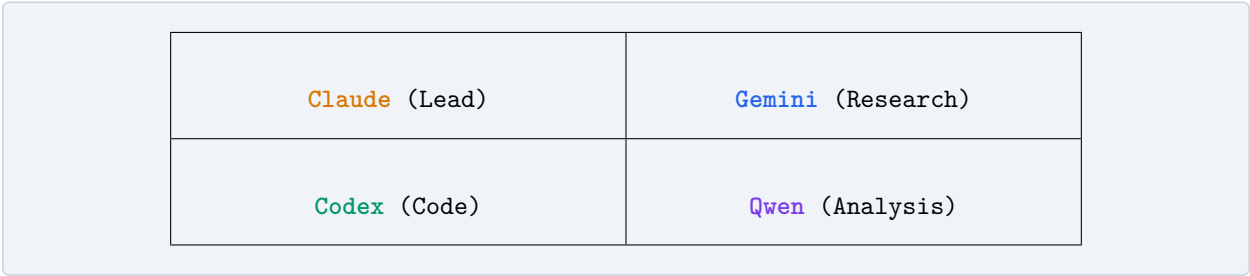 Claude (Lead) Gemini (Research)
Codex (Code) Qwen (Analysis)